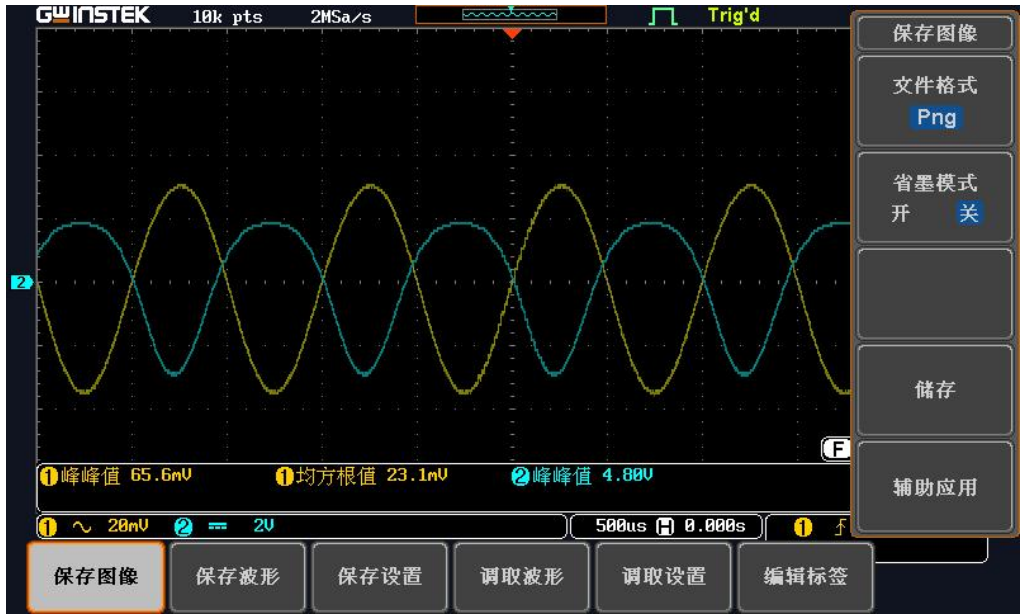 GWINSTEK 10k pts 2MSa/s Trig'd
保存图像
文件格式
Png
省墨模式
开 关
2
储存
F
1峰峰值 65.6mV 1均方根值 23.1mV 2峰峰值 4.80V
辅助应用
1 20mV 2 2V 500us H 0.000s 1
保存图像 保存波形 保存设置 调取波形 调取设置 编辑标签